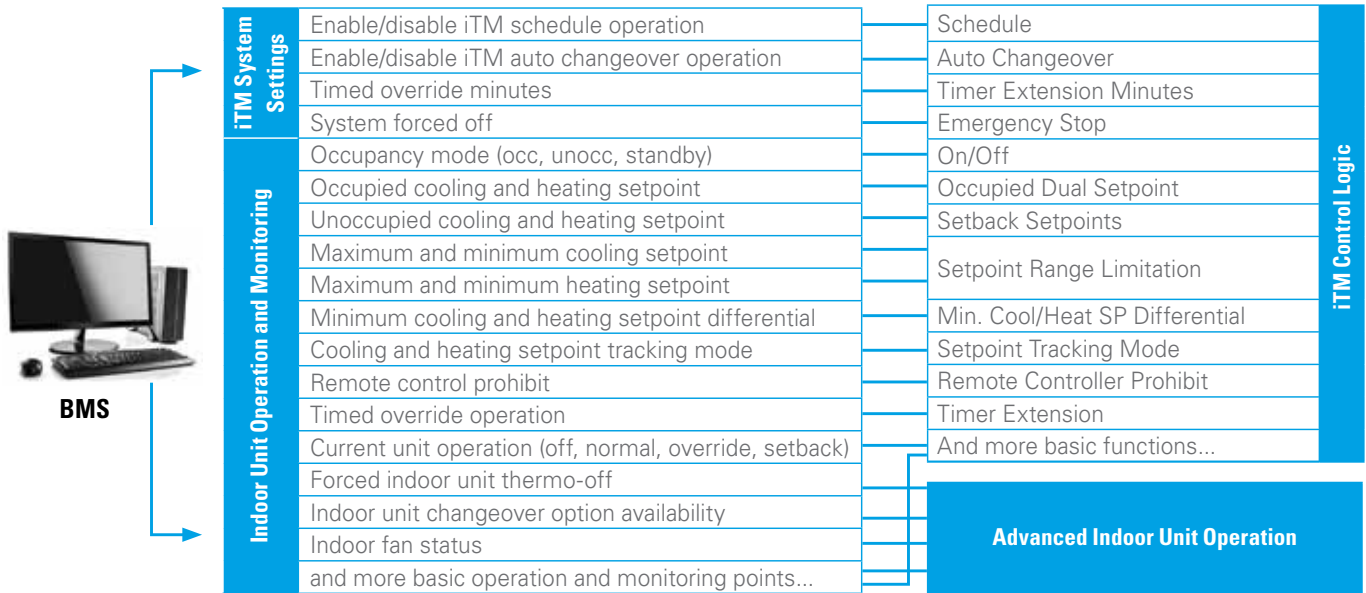 BMS
iTM System
Settings
Enable/disable iTM schedule operation
Enable/disable iTM auto changeover operation
Timed override minutes
System forced off
Indoor Unit Operation and Monitoring
Occupancy mode (occ, unocc, standby)
Occupied cooling and heating setpoint
Unoccupied cooling and heating setpoint
Maximum and minimum cooling setpoint
Maximum and minimum heating setpoint
Minimum cooling and heating setpoint differential
Cooling and heating setpoint tracking mode
Remote control prohibit
Timed override operation
Current unit operation (off, normal, override, setback)
Forced indoor unit thermo-off
Indoor unit changeover option availability
Indoor fan status
and more basic operation and monitoring points...
Schedule
Auto Changeover
Timer Extension Minutes
Emergency Stop
On/Off
Occupied Dual Setpoint
Setback Setpoints
Setpoint Range Limitation
Min. Cool/Heat SP Differential
Setpoint Tracking Mode
Remote Controller Prohibit
Timer Extension
And more basic functions...
iTM Control Logic
Advanced Indoor Unit Operation